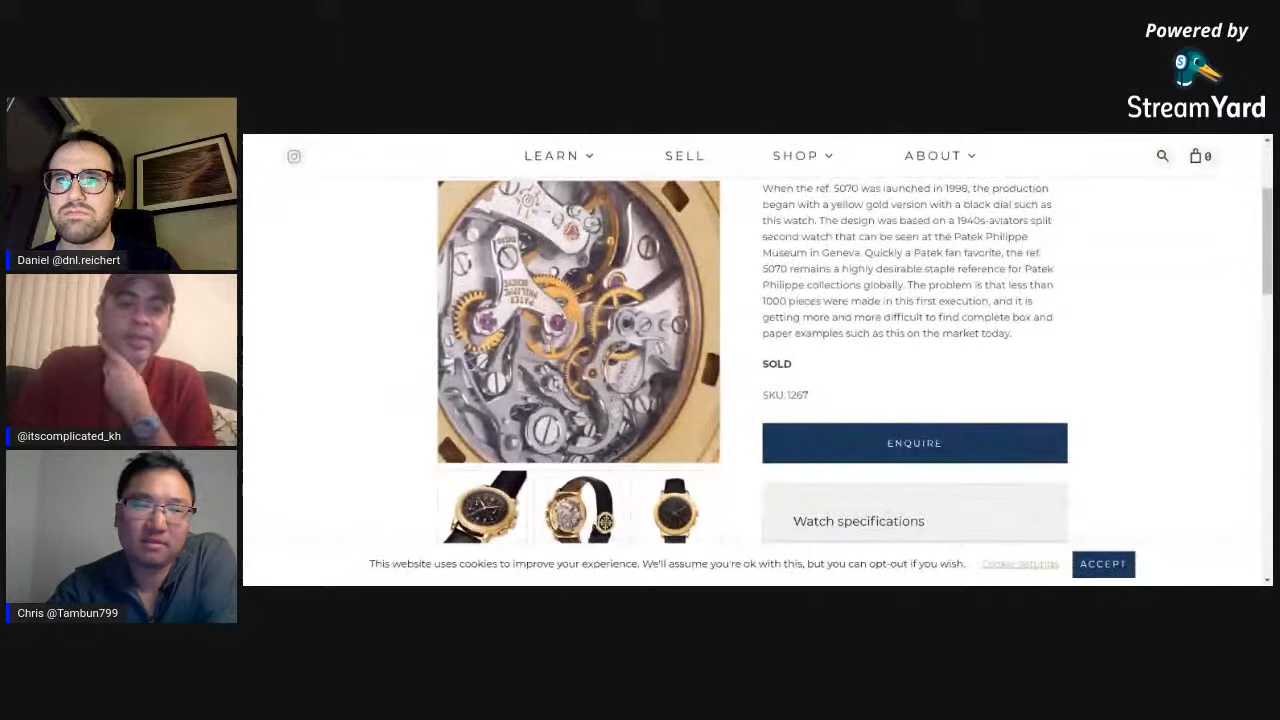 Powered by
StreamYard
LEARN
SELL
SHOP
ABOUT
0
Daniel @dnl.reichert
@itscomplicated_kh
Chris @Tambun799
PATEK
PHILIPPE
GENEVE
When the ref. 5070 was launched in 1998, the production
began with a yellow gold version with a black dial such as
this watch. The design was based on a 1940s-aviators split
second watch that can be seen at the Patek Philippe
Museum in Geneva. Quickly a Patek fan favorite, the ref.
5070 remains a highly desirable staple reference for Patek
Philippe collections globally. The problem is that less than
1000 pieces were made in this first execution, and it is
getting more and more difficult to find complete box and
paper examples such as this on the market today.
SOLD
SKU: 1267
ENQUIRE
Watch specifications
This website uses cookies to improve your experience. We'll assume you're ok with this, but you can opt-out if you wish.
Cookie settings
ACCEPT